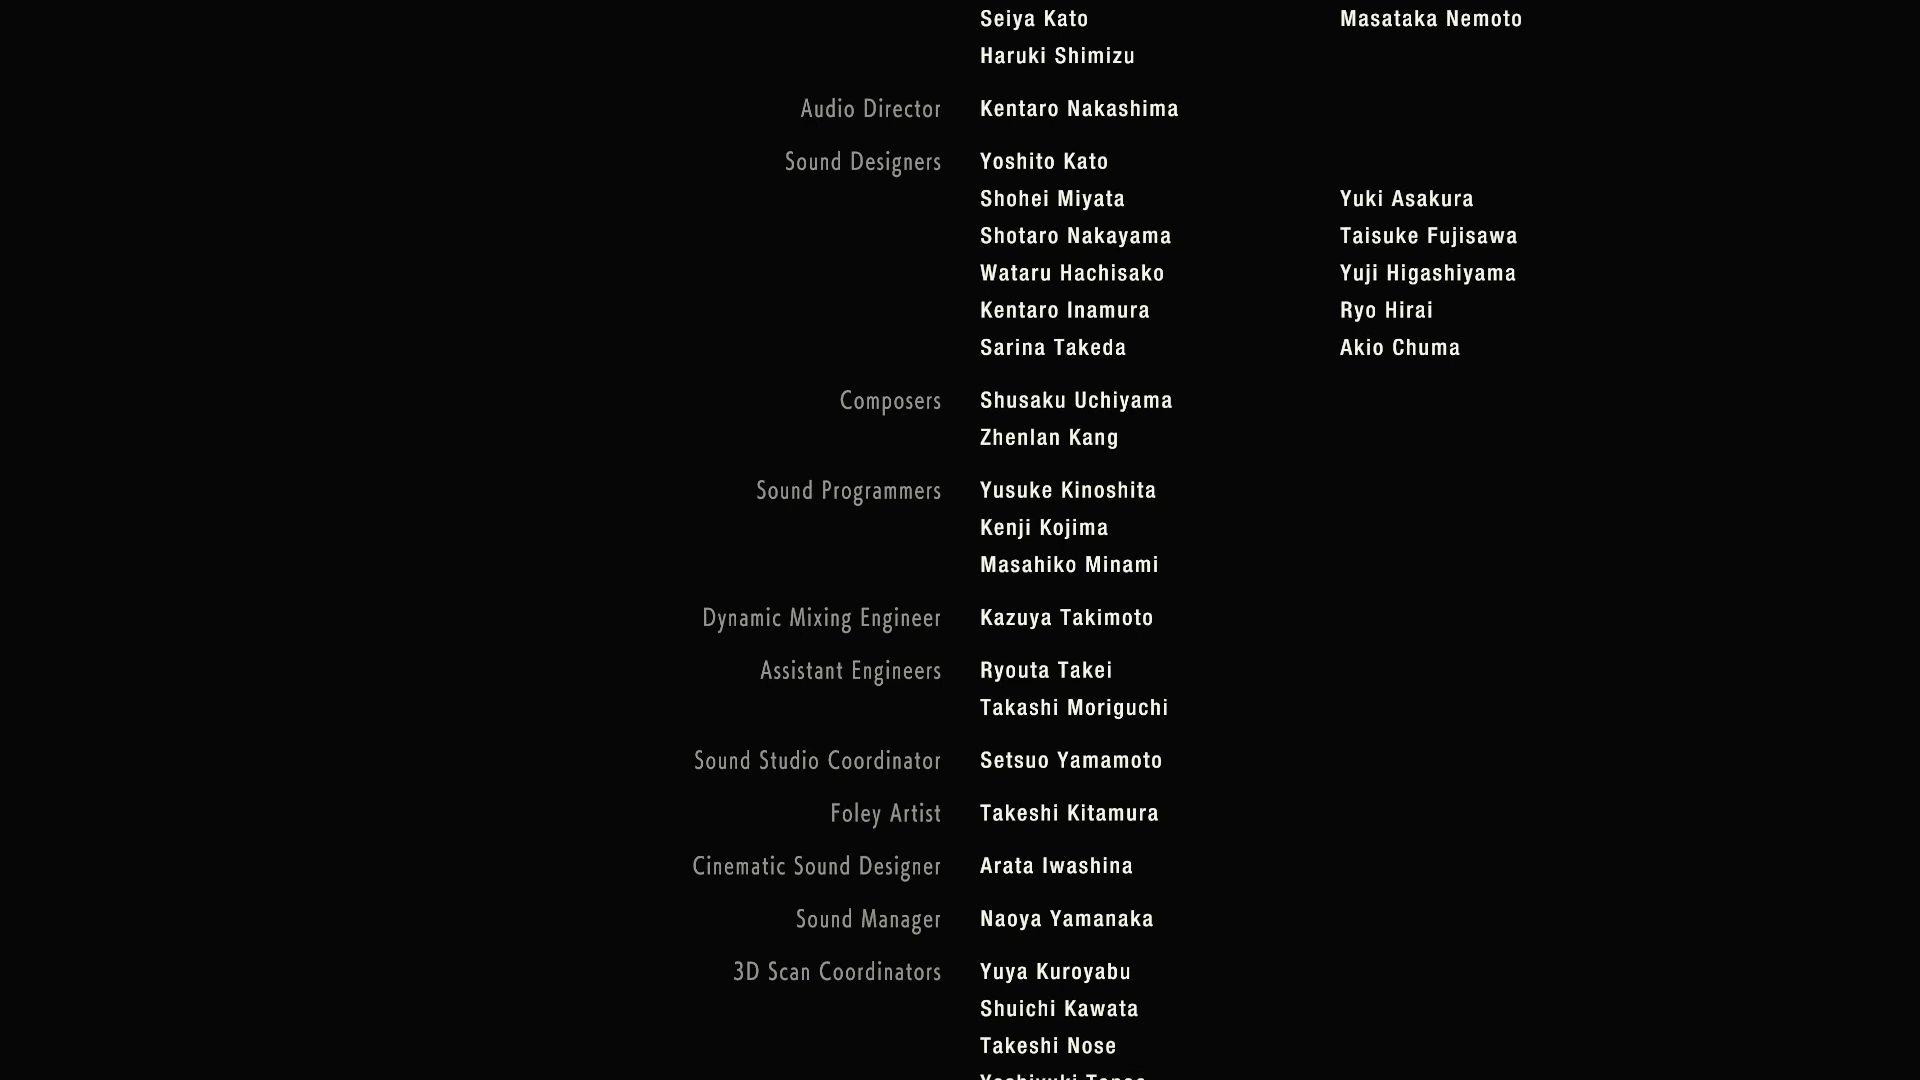 Seiya Kato Masataka Nemoto
Haruki Shimizu
Audio Director Kentaro Nakashima
Sound Designers Yoshito Kato
Shohei Miyata Yuki Asakura
Shotaro Nakayama Taisuke Fujisawa
Wataru Hachisako Yuji Higashiyama
Kentaro Inamura Ryo Hirai
Sarina Takeda Akio Chuma
Composers Shusaku Uchiyama
Zhenlan Kang
Sound Programmers Yusuke Kinoshita
Kenji Kojima
Masahiko Minami
Dynamic Mixing Engineer Kazuya Takimoto
Assistant Engineers Ryouta Takei
Takashi Moriguchi
Sound Studio Coordinator Setsuo Yamamoto
Foley Artist Takeshi Kitamura
Cinematic Sound Designer Arata Iwashina
Sound Manager Naoya Yamanaka
3D Scan Coordinators Yuya Kuroyabu
Shuichi Kawata
Takeshi Nose